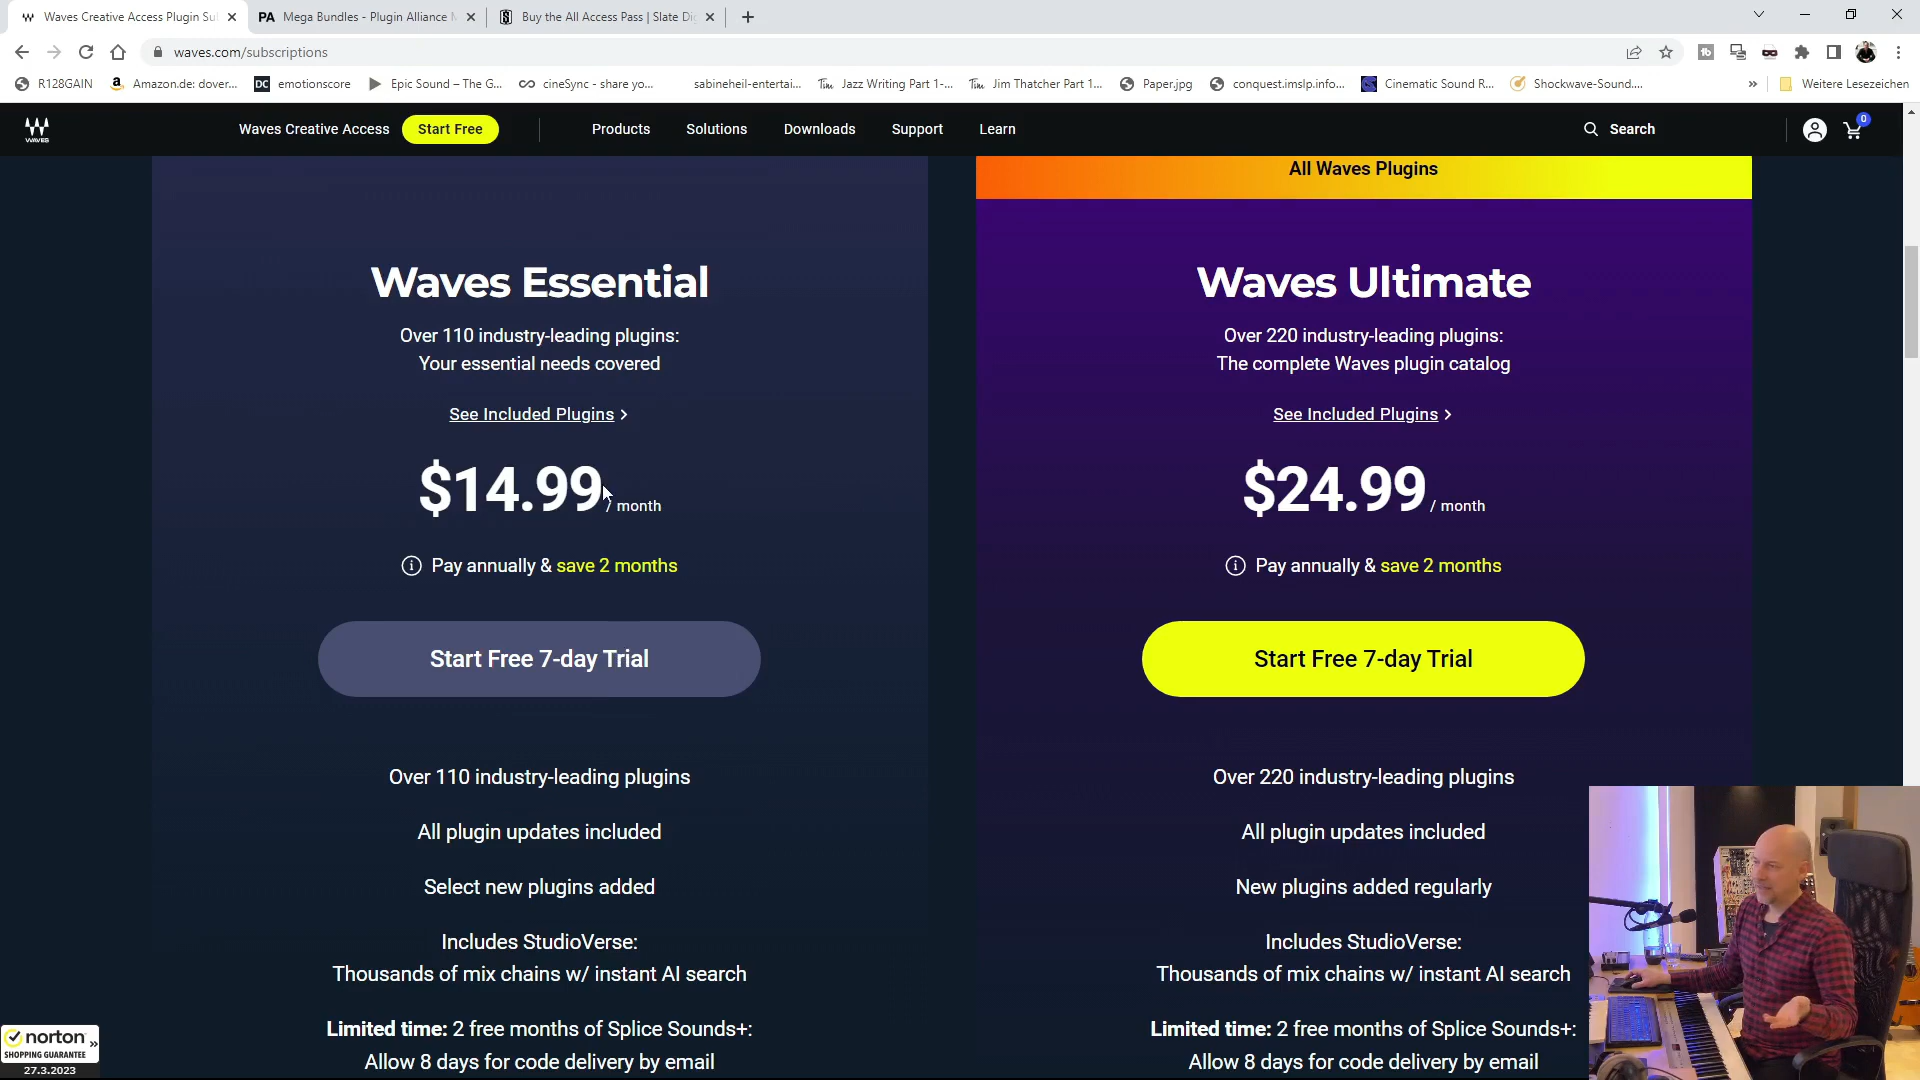 Waves Creative Access Plugin Su
PA Mega Bundles - Plugin Alliance
Buy the All Access Pass | Slate Di
waves.com/subscriptions
R128GAIN
Amazon.de: dover...
DC emotionscore
Epic Sound – The G...
cineSync - share yo...
sabineheil-entertai...
Tim Jazz Writing Part 1-...
Tim Jim Thatcher Part 1...
Paper.jpg
conquest.imslp.info...
Cinematic Sound R...
Shockwave-Sound....
»
Weitere Lesezeichen
WAVES
Waves Creative Access
Start Free
Products
Solutions
Downloads
Support
Learn
Search
0
Waves Essential
Over 110 industry-leading plugins:
Your essential needs covered
See Included Plugins >
$14.99 / month
Pay annually & save 2 months
Start Free 7-day Trial
Over 110 industry-leading plugins
All plugin updates included
Select new plugins added
Includes StudioVerse:
Thousands of mix chains w/ instant AI search
Limited time: 2 free months of Splice Sounds+:
Allow 8 days for code delivery by email
All Waves Plugins
Waves Ultimate
Over 220 industry-leading plugins:
The complete Waves plugin catalog
See Included Plugins >
$24.99 / month
Pay annually & save 2 months
Start Free 7-day Trial
Over 220 industry-leading plugins
All plugin updates included
New plugins added regularly
Includes StudioVerse:
Thousands of mix chains w/ instant AI search
Limited time: 2 free months of Splice Sounds+:
Allow 8 days for code delivery by email
norton »
SHOPPING GUARANTEE
27.3.2023